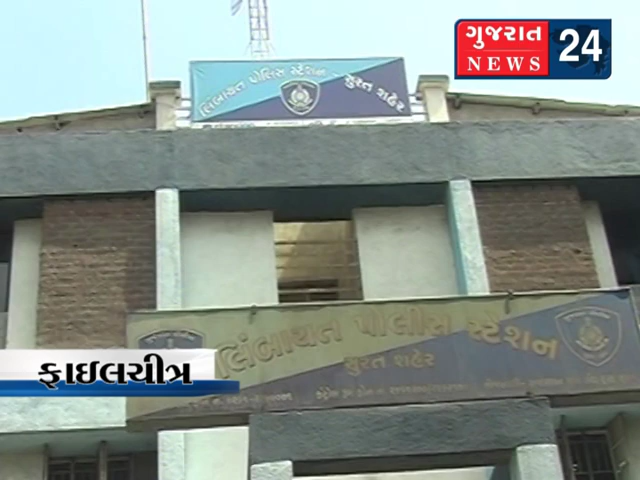 ગુજરાત
NEWS
24
લિંબાયત પોલિસ સ્ટેશન
સુરત શહેર
લિંબાયત પોલીસ સ્ટેશન
સુરત શહેર
ફાઇલચીત્ર